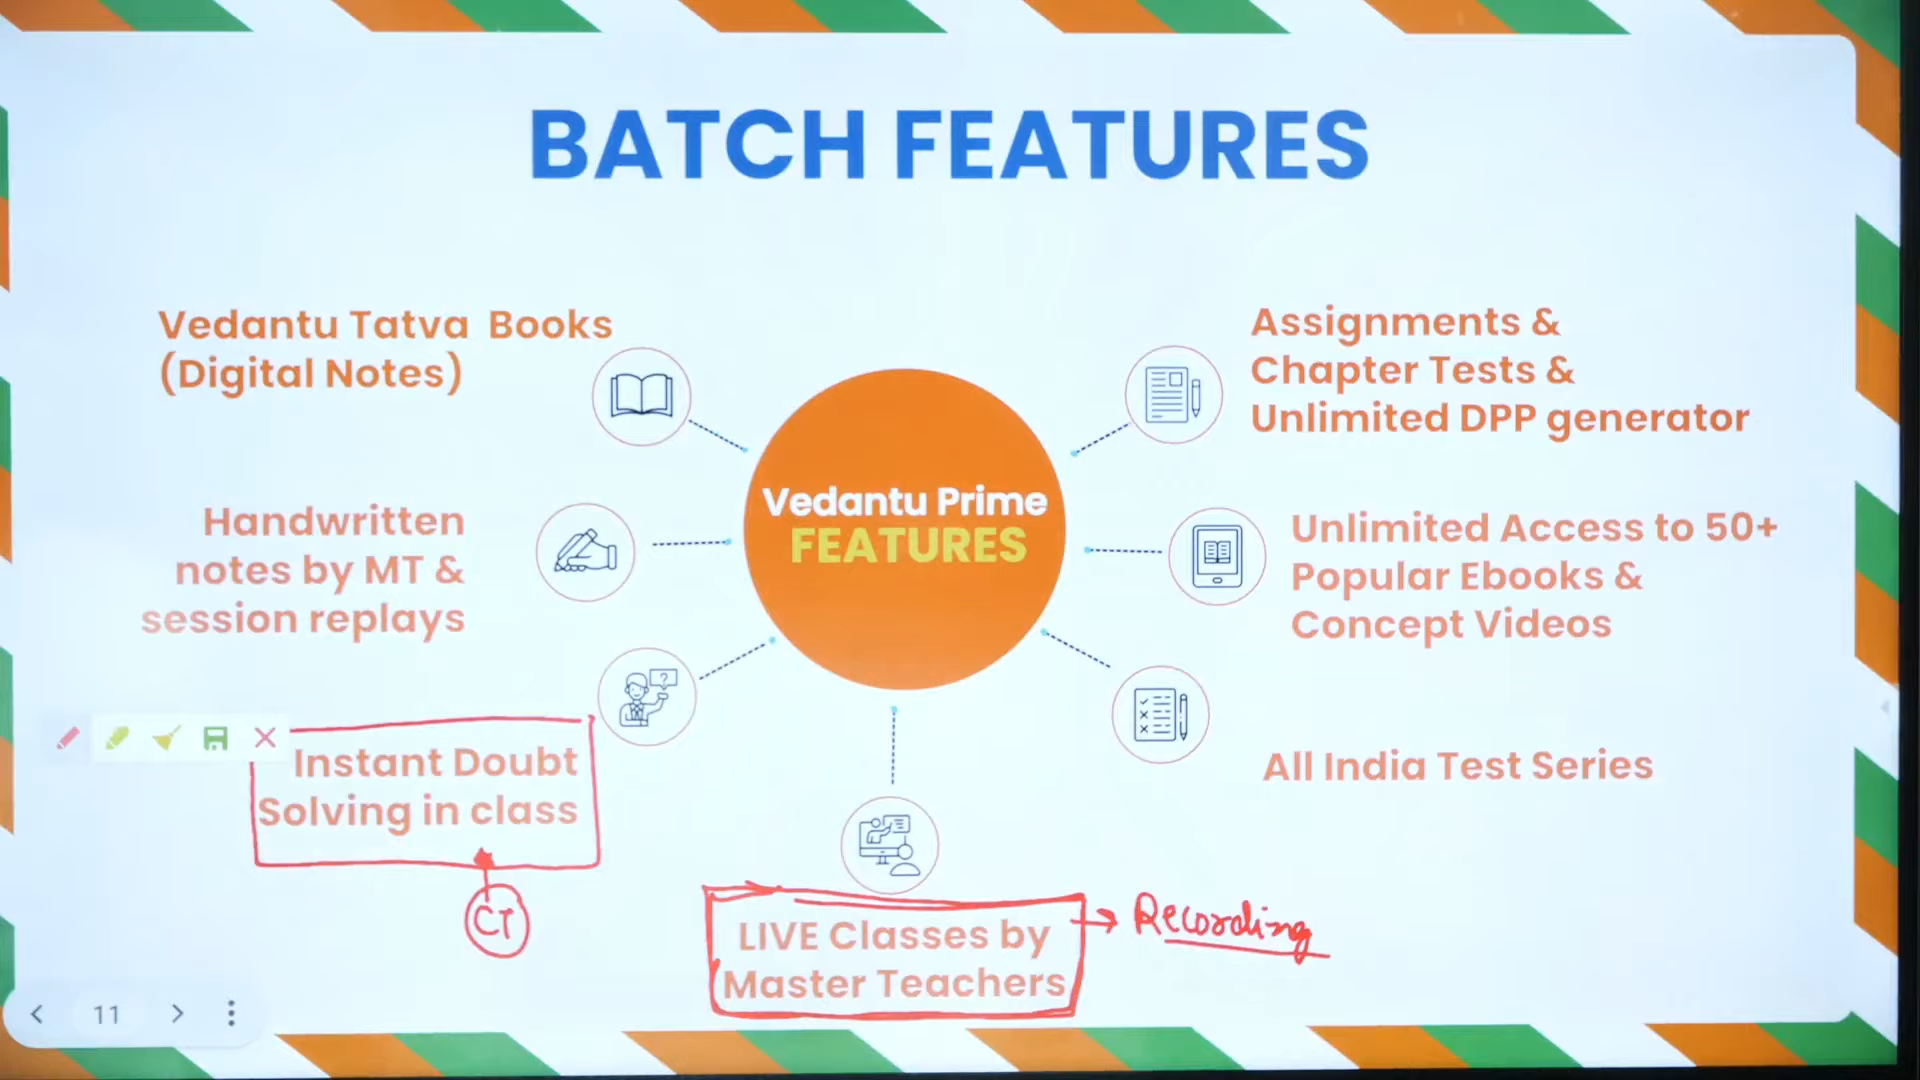 BATCH FEATURES
Vedantu Tatva Books
(Digital Notes)
Handwritten
notes by MT &
session replays
Instant Doubt
Solving in class
CT
Vedantu Prime
FEATURES
LIVE Classes by
Master Teachers
Recording
Assignments &
Chapter Tests &
Unlimited DPP generator
Unlimited Access to 50+
Popular Ebooks &
Concept Videos
All India Test Series
11